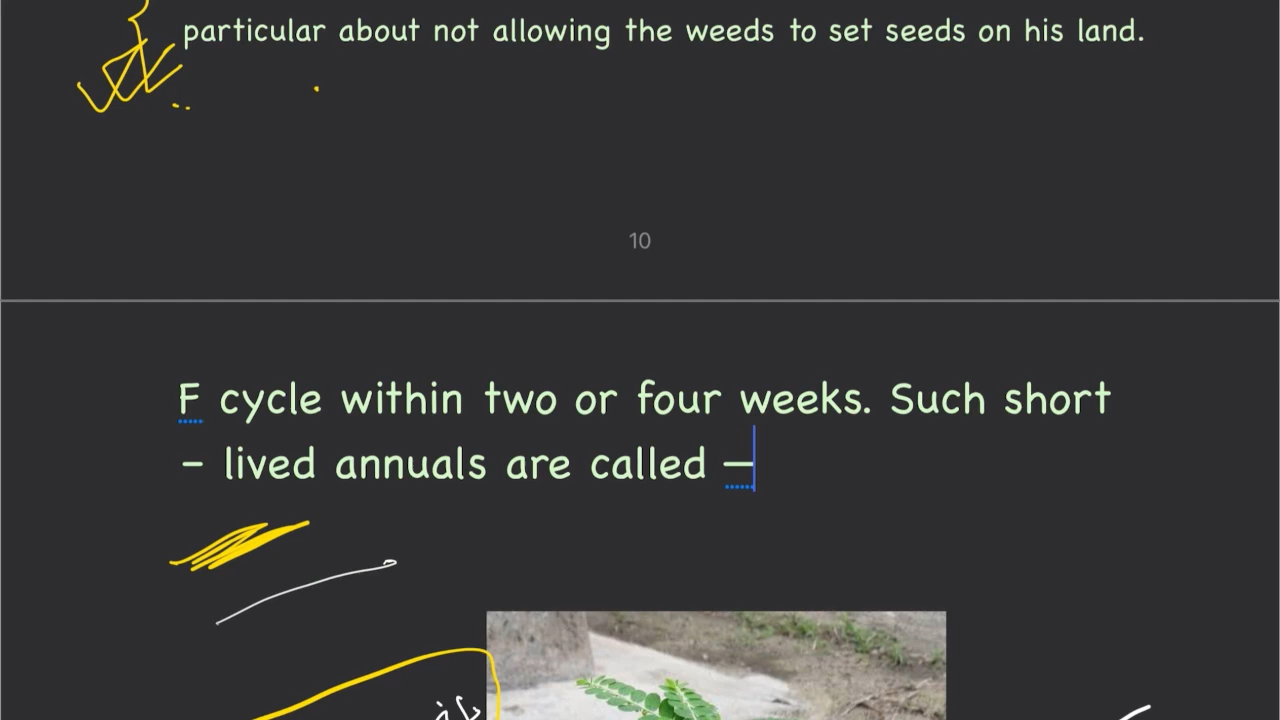 particular about not allowing the weeds to set seeds on his land.
10
F cycle within two or four weeks. Such short
- lived annuals are called —